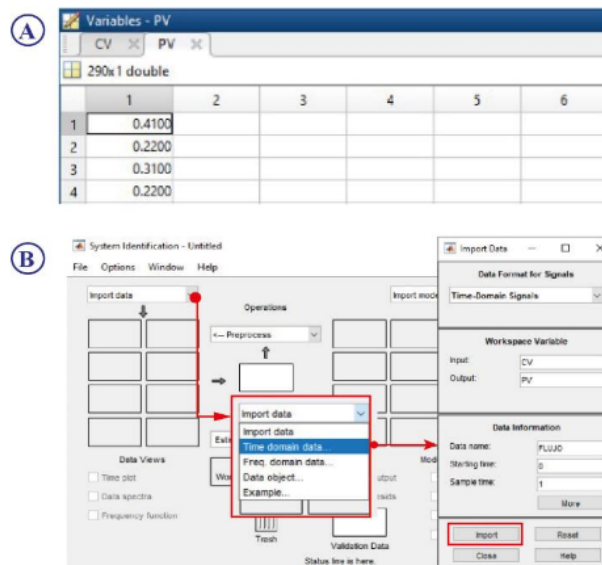 A
Variables - PV
CV
PV
290x1 double
1 2 3 4 5 6
1 0.4100
2 0.2200
3 0.3100
4 0.2200
B
System Identification - Untitled
File Options Window Help
Import data
Operations
Import mode
<-- Preprocess
Import data
Import data
Time domain data...
Freq. domain data...
Data object...
Example...
Esti
Data Views
Time plot
Data spectra
Frequency function
Wor
Mod
utput
esids
Trash
Validation Data
Status line is here.
Import Data
Data Format for Signals
Time-Domain Signals
Workspace Variable
Input: CV
Output: PV
Data Information
Data name: FLUJO
Starting time: 0
Sample time: 1
More
Import Reset
Close Help